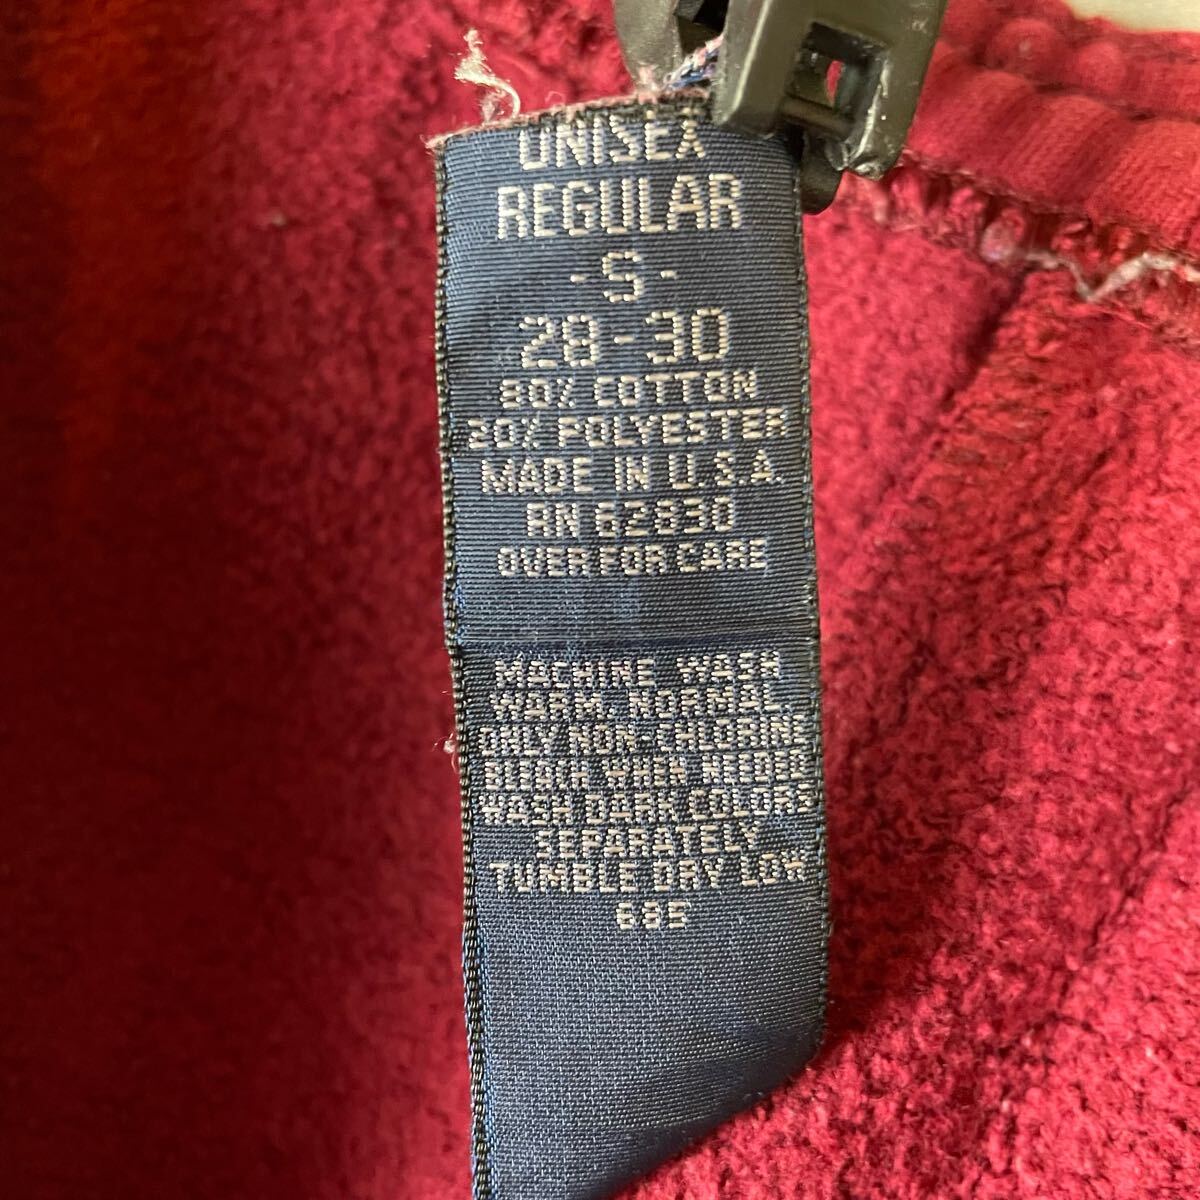 UNISEX
REGULAR
-S-
28-30
80% COTTON
20% POLYESTER
MADE IN U.S.A.
RN 62830
OVER FOR CARE
MACHINE WASH
WARM, NORMAL
ONLY NON-CHLORINE
BLEACH WHEN NEEDED
WASH DARK COLORS
SEPARATELY
TUMBLE DRY LOW